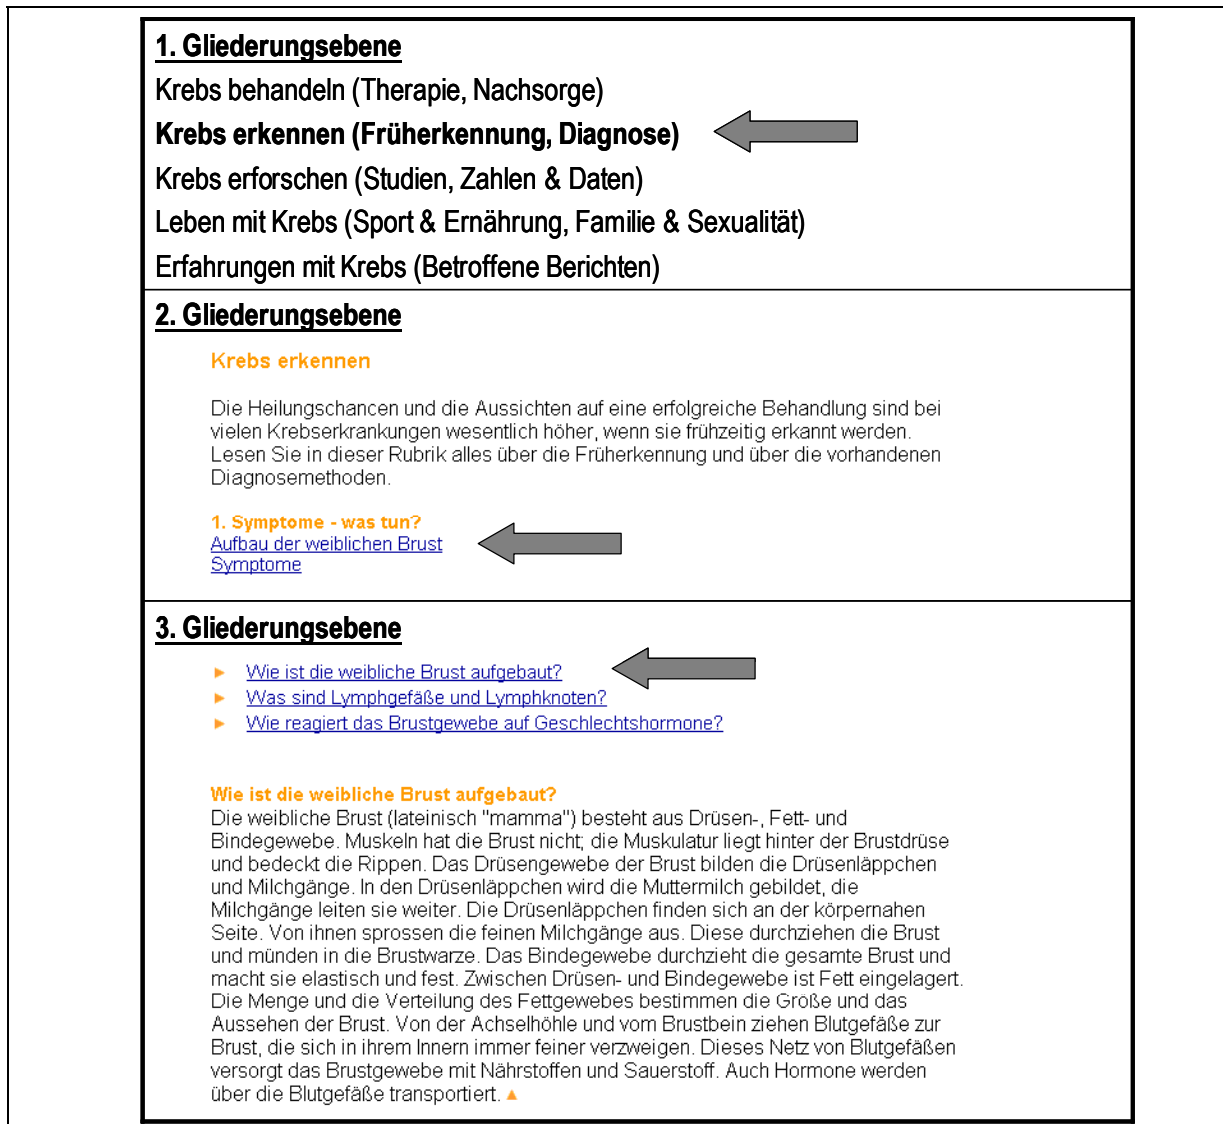 1. Gliederungsebene
Krebs behandeln (Therapie, Nachsorge)
Krebs erkennen (Früherkennung, Diagnose)
Krebs erforschen (Studien, Zahlen & Daten)
Leben mit Krebs (Sport & Ernährung, Familie & Sexualität)
Erfahrungen mit Krebs (Betroffene Berichten)
2. Gliederungsebene
Krebs erkennen
Die Heilungschancen und die Aussichten auf eine erfolgreiche Behandlung sind bei
vielen Krebserkrankungen wesentlich höher, wenn sie frühzeitig erkannt werden.
Lesen Sie in dieser Rubrik alles über die Früherkennung und über die vorhandenen
Diagnosemethoden.
1. Symptome - was tun?
Aufbau der weiblichen Brust
Symptome
3. Gliederungsebene
► Wie ist die weibliche Brust aufgebaut?
► Was sind Lymphgefäße und Lymphknoten?
► Wie reagiert das Brustgewebe auf Geschlechtshormone?
Wie ist die weibliche Brust aufgebaut?
Die weibliche Brust (lateinisch "mamma") besteht aus Drüsen-, Fett- und
Bindegewebe. Muskeln hat die Brust nicht; die Muskulatur liegt hinter der Brustdrüse
und bedeckt die Rippen. Das Drüsengewebe der Brust bilden die Drüsenläppchen
und Milchgänge. In den Drüsenläppchen wird die Muttermilch gebildet, die
Milchgänge leiten sie weiter. Die Drüsenläppchen finden sich an der körpernahen
Seite. Von ihnen sprossen die feinen Milchgänge aus. Diese durchziehen die Brust
und münden in die Brustwarze. Das Bindegewebe durchzieht die gesamte Brust und
macht sie elastisch und fest. Zwischen Drüsen- und Bindegewebe ist Fett eingelagert.
Die Menge und die Verteilung des Fettgewebes bestimmen die Größe und das
Aussehen der Brust. Von der Achselhöhle und vom Brustbein ziehen Blutgefäße zur
Brust, die sich in ihrem Innern immer feiner verzweigen. Dieses Netz von Blutgefäßen
versorgt das Brustgewebe mit Nährstoffen und Sauerstoff. Auch Hormone werden
über die Blutgefäße transportiert. ▲